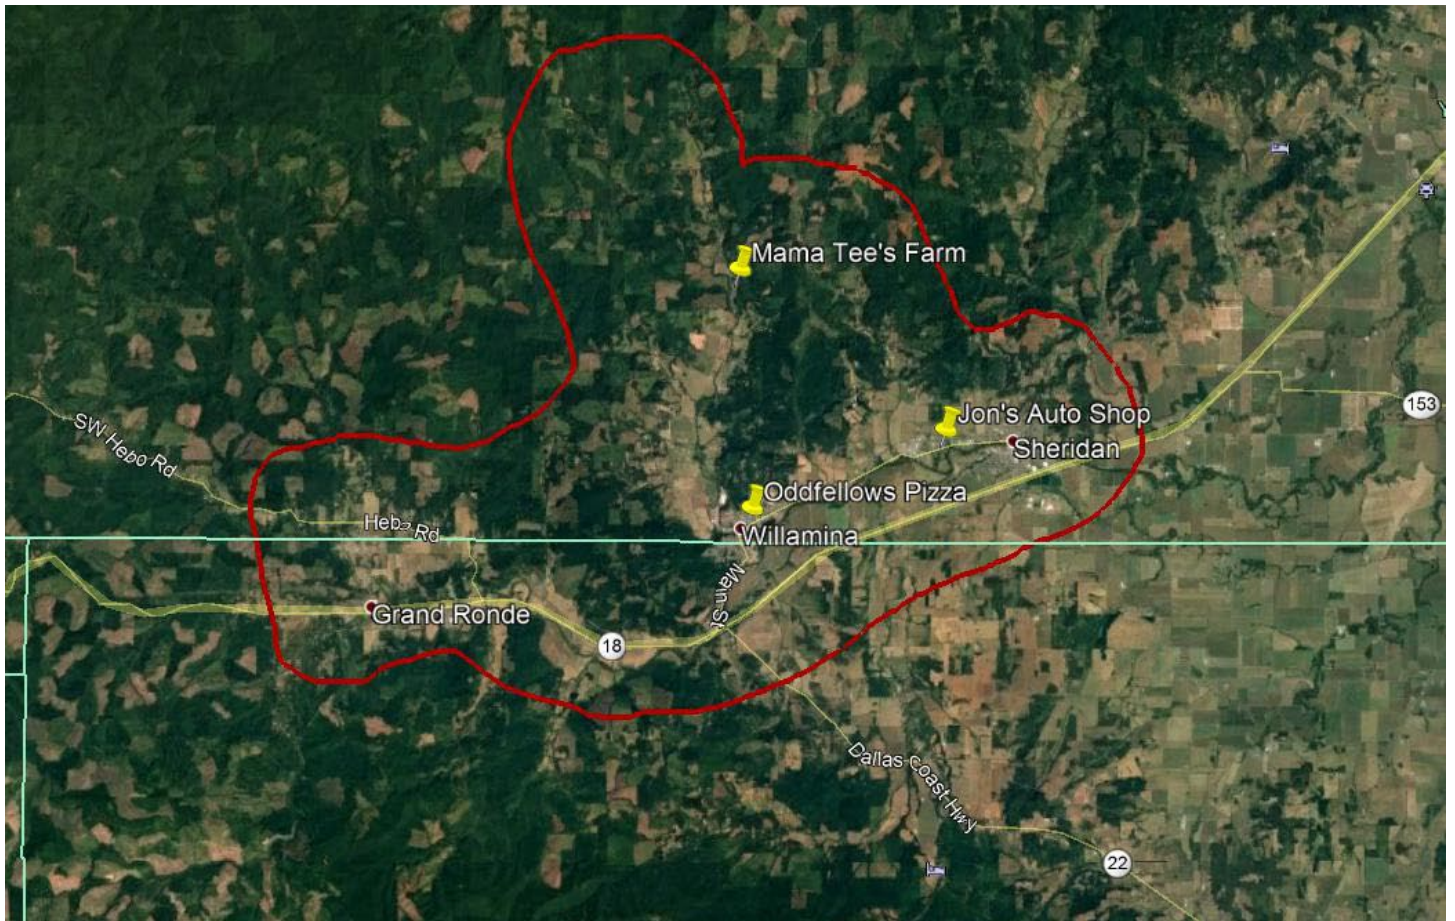 Mama Tee's Farm
Jon's Auto Shop
153
Sheridan
SW Hebo Rd
Oddfellows Pizza
Hebo Rd
Willamina
Main St
Grand Ronde
18
Dallas Coast Hwy
22